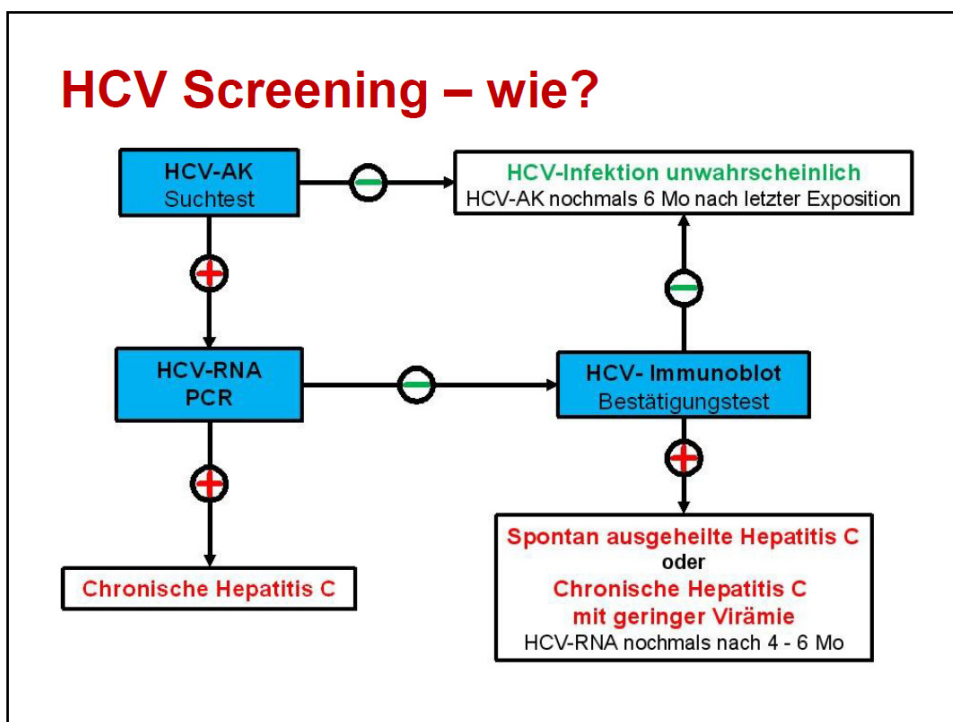 HCV Screening – wie?
HCV-AK
Suchtest
HCV-Infektion unwahrscheinlich
HCV-AK nochmals 6 Mo nach letzter Exposition
HCV-RNA
PCR
HCV- Immunoblot
Bestätigungstest
Chronische Hepatitis C
Spontan ausgeheilte Hepatitis C
oder
Chronische Hepatitis C
mit geringer Virämie
HCV-RNA nochmals nach 4 - 6 Mo